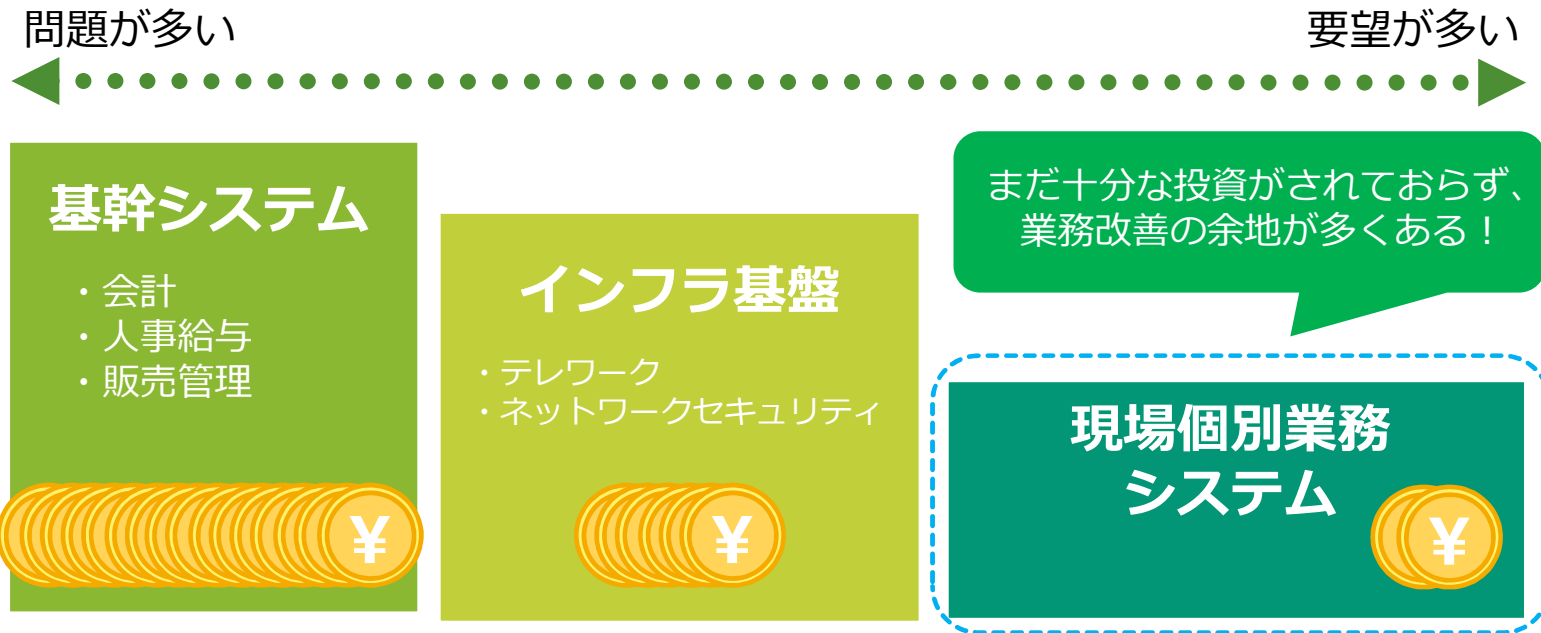 問題が多い
要望が多い
基幹システム
・会計
・人事給与
・販売管理
¥
インフラ基盤
・テレワーク
・ネットワークセキュリティ
¥
まだ十分な投資がされておらず、
業務改善の余地が多くある！
現場個別業務
システム
¥